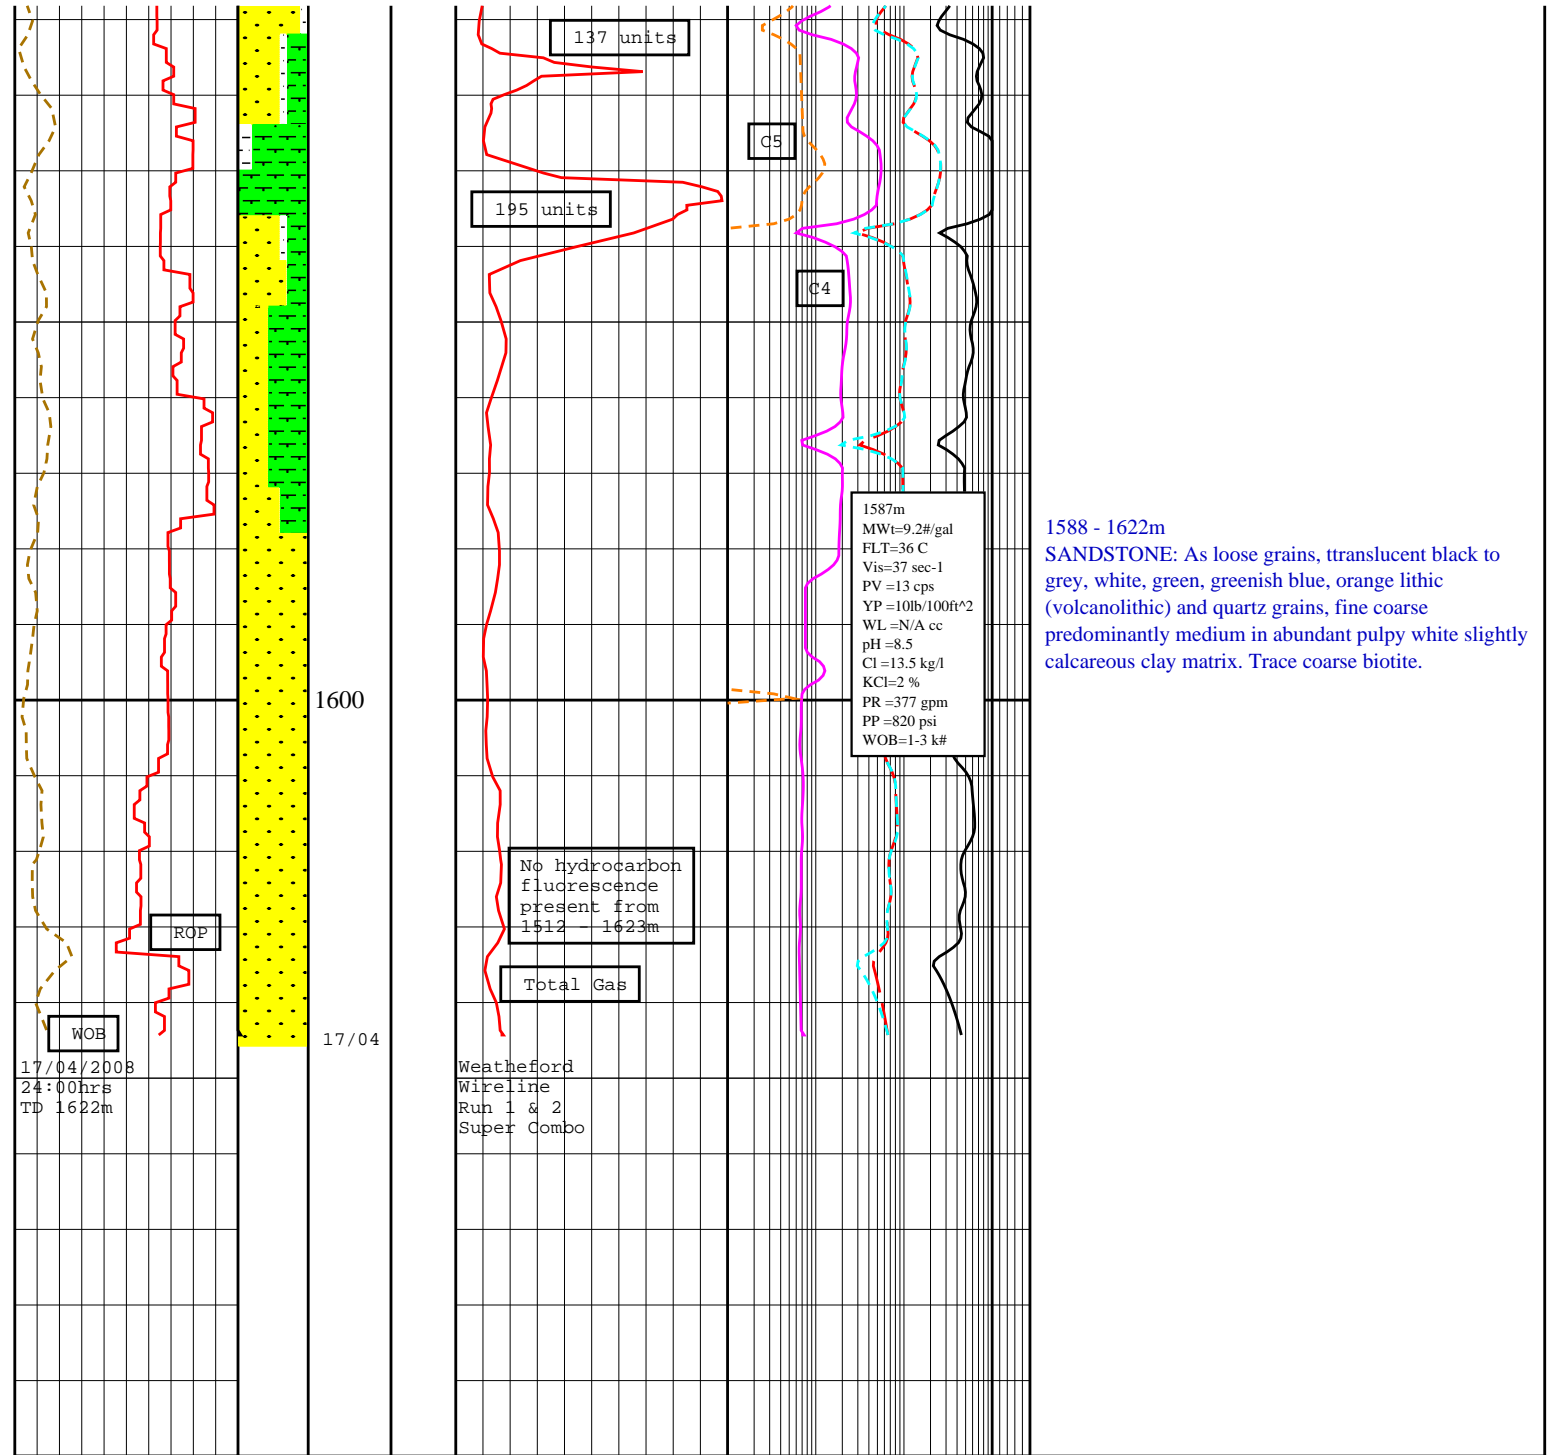 137 units
C5
195 units
C4
1587m
MWt=9.2#/gal
FLT=36 C
Vis=37 sec-1
PV =13 cps
YP =10lb/100ft^2
WL =N/A cc
pH =8.5
Cl =13.5 kg/l
KCl=2 %
PR =377 gpm
PP =820 psi
WOB=1-3 k#
1588 - 1622m
SANDSTONE: As loose grains, ttranslucent black to
grey, white, green, greenish blue, orange lithic
(volcanolithic) and quartz grains, fine coarse
predominantly medium in abundant pulpy white slightly
calcareous clay matrix. Trace coarse biotite.
1600
No hydrocarbon
fluorescence
present from
1512 - 1623m
ROP
Total Gas
WOB
17/04
17/04/2008
24:00hrs
TD 1622m
Weatheford
Wireline
Run 1 & 2
Super Combo